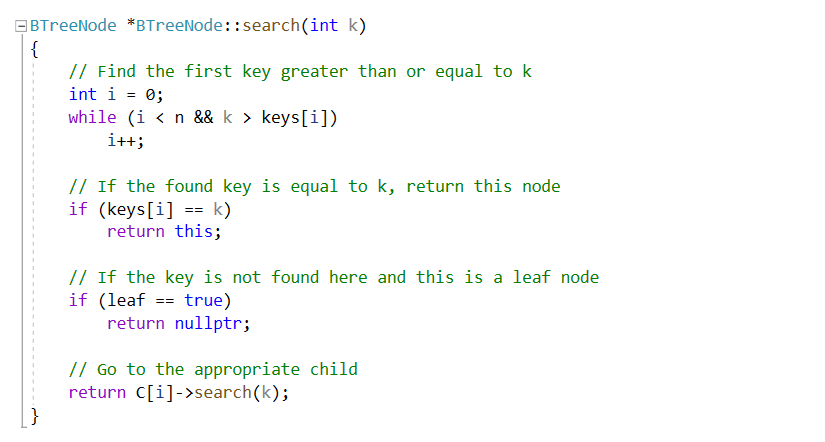 BTreeNode *BTreeNode::search(int k)
{
    // Find the first key greater than or equal to k
    int i = 0;
    while (i < n && k > keys[i])
        i++;

    // If the found key is equal to k, return this node
    if (keys[i] == k)
        return this;

    // If the key is not found here and this is a leaf node
    if (leaf == true)
        return nullptr;

    // Go to the appropriate child
    return C[i]->search(k);
}